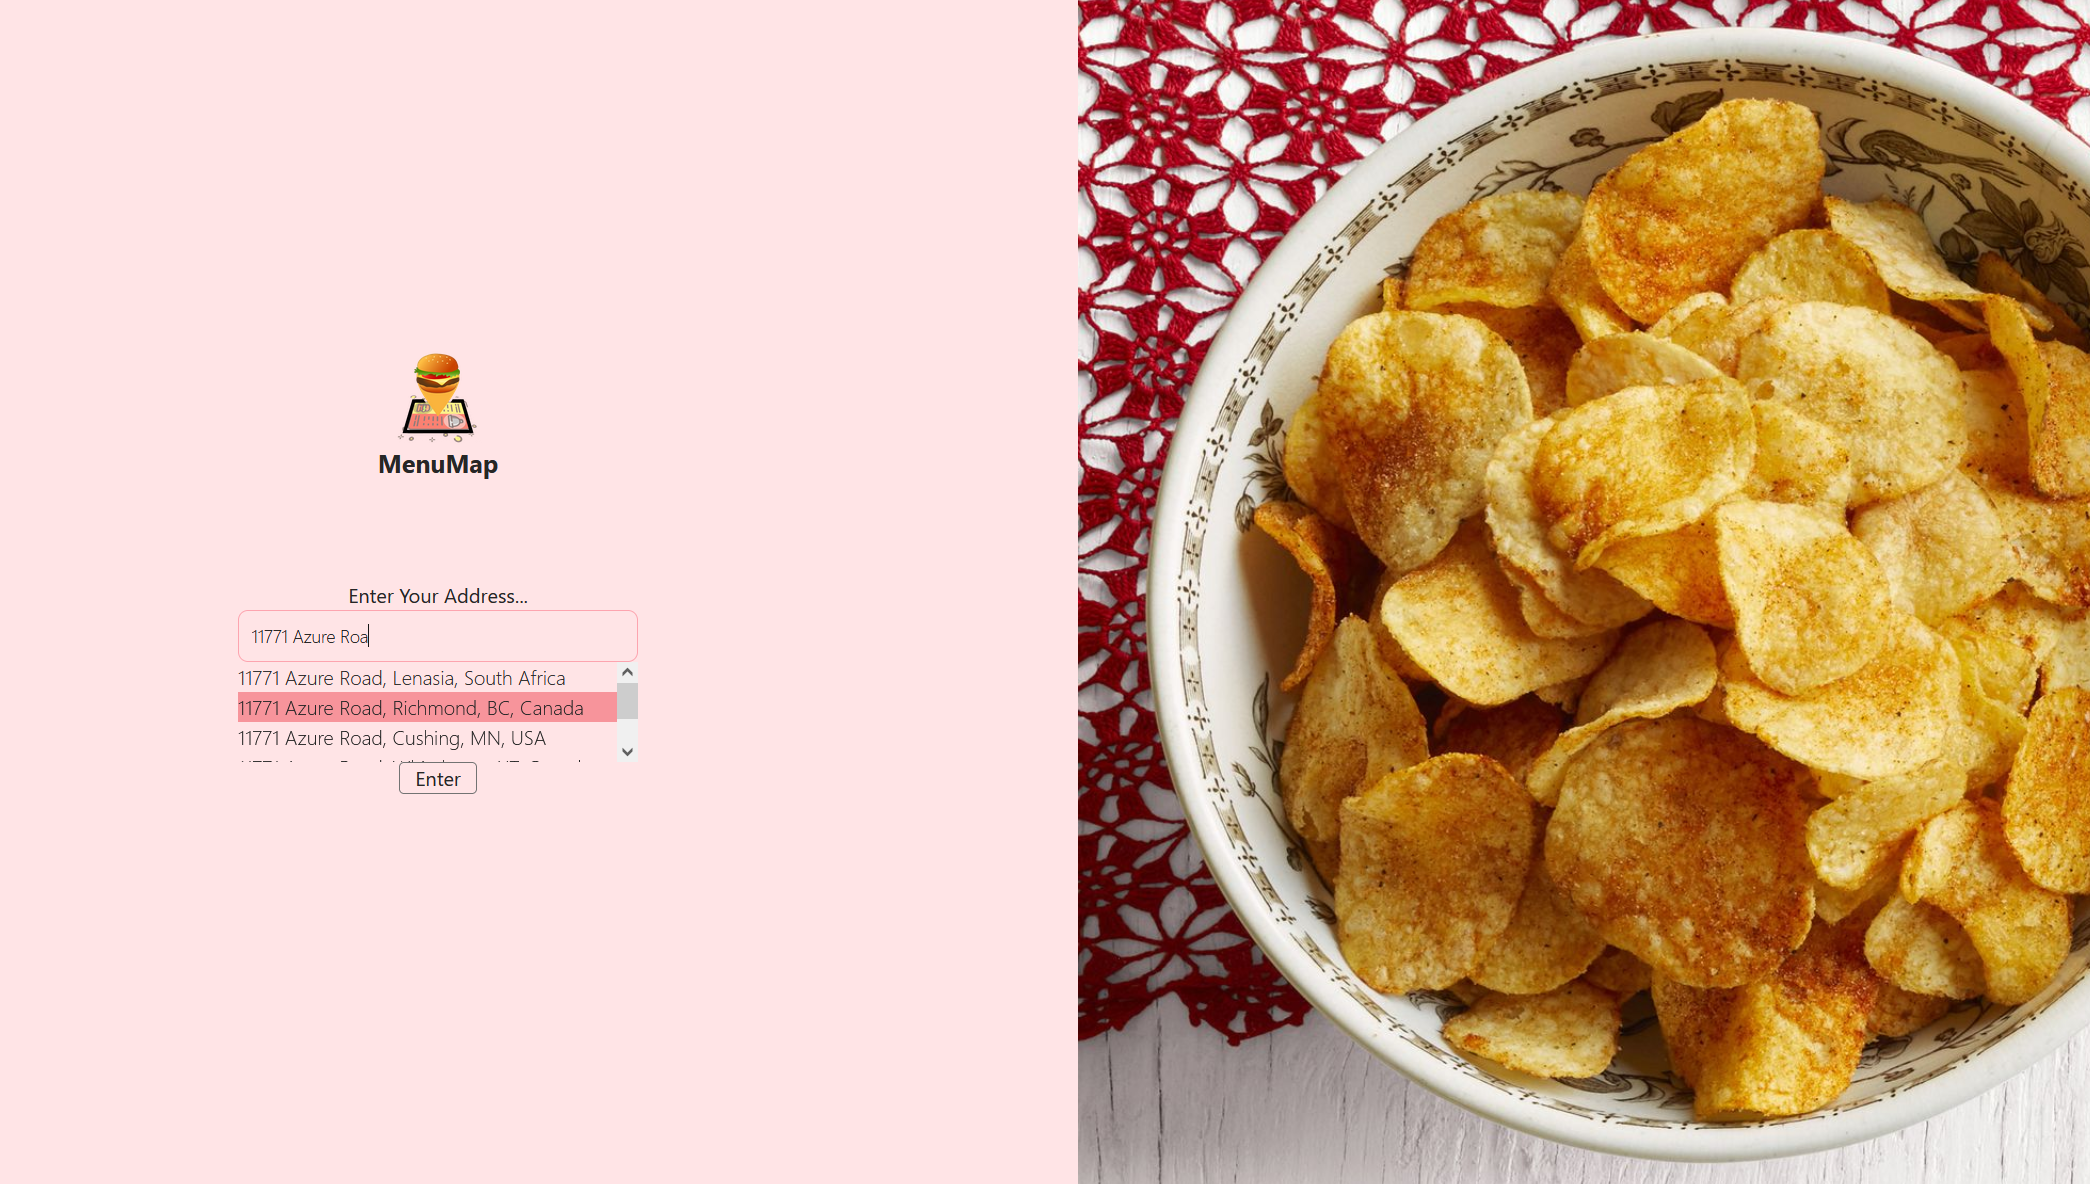 MenuMap
Enter Your Address...
11771 Azure Roa
11771 Azure Road, Lenasia, South Africa
11771 Azure Road, Richmond, BC, Canada
11771 Azure Road, Cushing, MN, USA
Enter